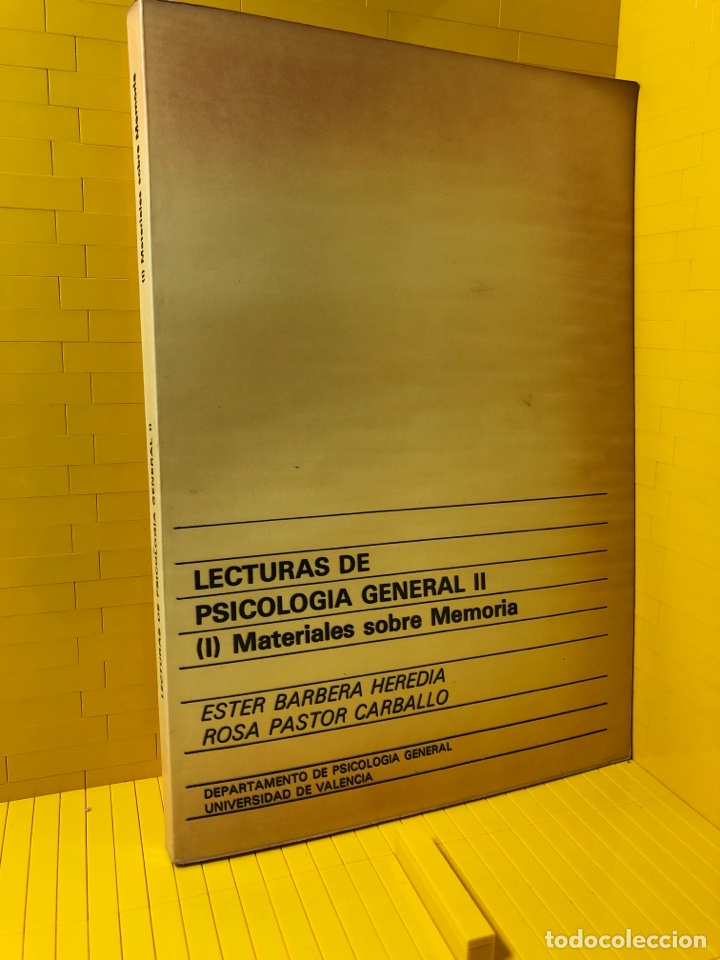 (I) Materiales sobre Memoria
LECTURAS DE PSICOLOGIA GENERAL II
LECTURAS DE
PSICOLOGIA GENERAL II
(I) Materiales sobre Memoria
ESTER BARBERA HEREDIA
ROSA PASTOR CARBALLO
DEPARTAMENTO DE PSICOLOGIA GENERAL
UNIVERSIDAD DE VALENCIA
todocoleccion